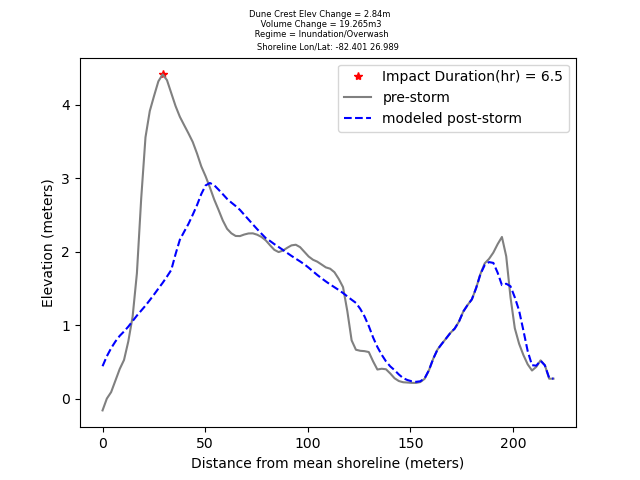 Dune Crest Elev Change = 2.84m
Volume Change = 19.265m3
Regime = Inundation/Overwash
Shoreline Lon/Lat: -82.401 26.989
Impact Duration(hr) = 6.5
pre-storm
modeled post-storm
Elevation (meters)
4
3
2
1
0
0 50 100 150 200
Distance from mean shoreline (meters)